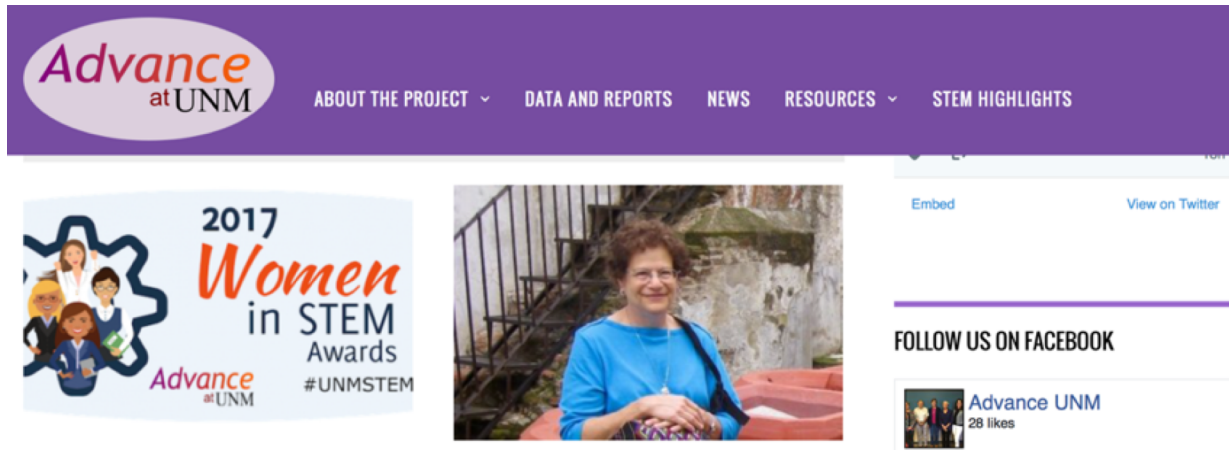 Advance
at UNM
ABOUT THE PROJECT
DATA AND REPORTS
NEWS
RESOURCES
STEM HIGHLIGHTS
2017
Women
in STEM
Awards
Advance
at UNM
#UNMSTEM
Embed
View on Twitter
FOLLOW US ON FACEBOOK
Advance UNM
28 likes